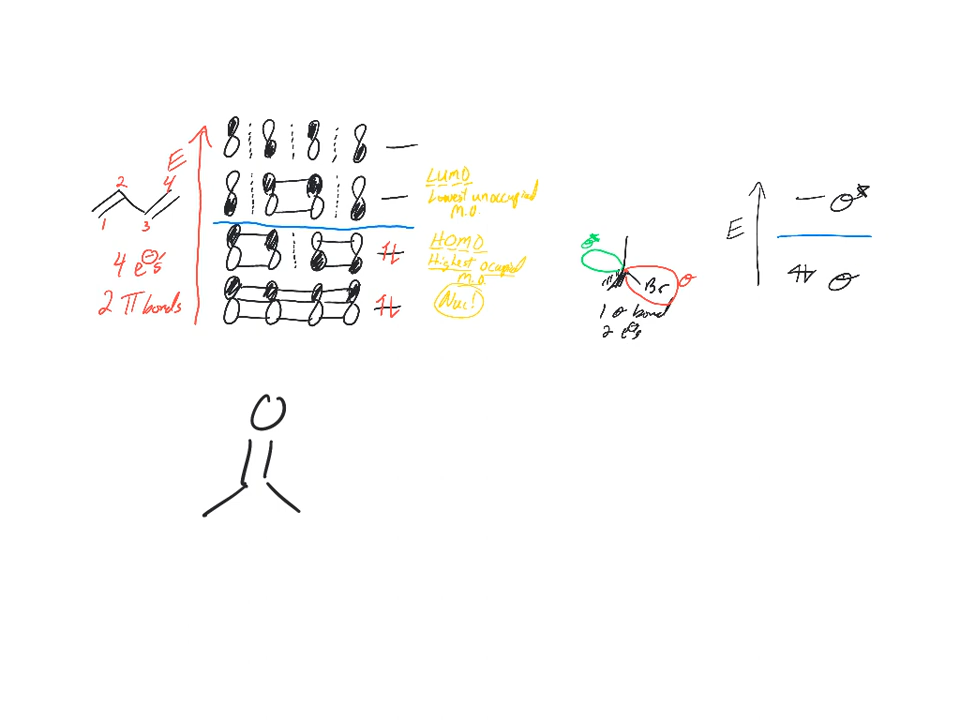 E
1
2
3
4
4 e⊖'s
2 π bonds
LUMO
Lowest unoccupied
M.O.
HOMO
Highest occupied
M.O.
Nuc!
σ*
Br
σ
1 σ bond
2 e⊖'s
E
σ*
σ
O